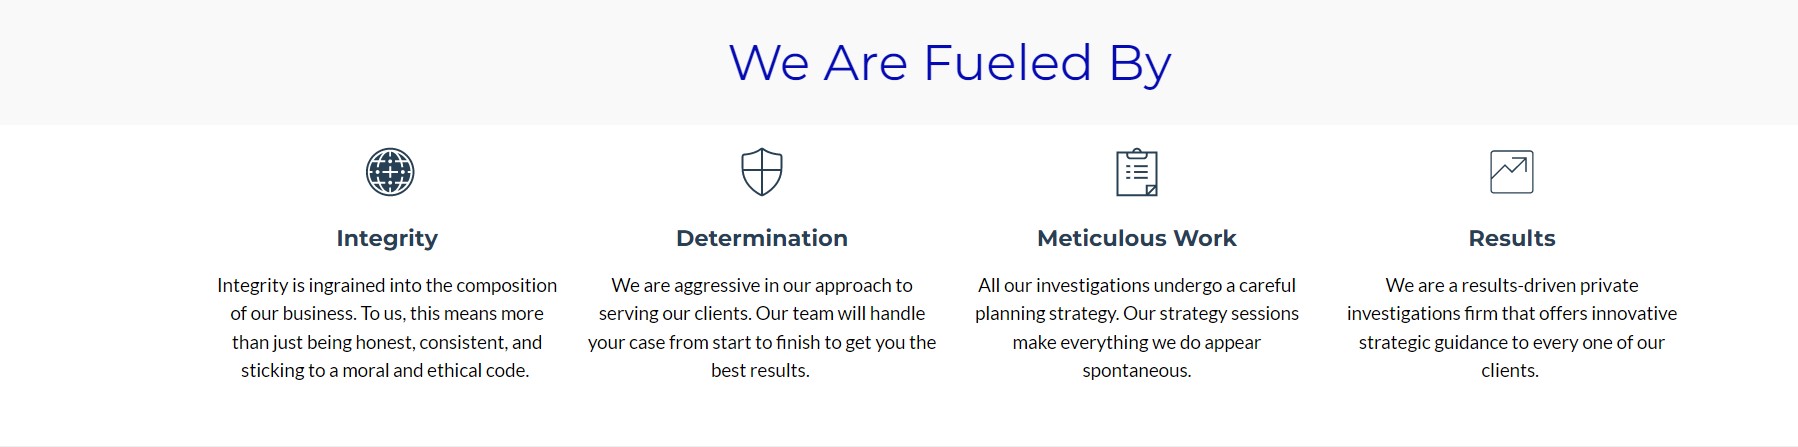 We Are Fueled By
Integrity
Integrity is ingrained into the composition
of our business. To us, this means more
than just being honest, consistent, and
sticking to a moral and ethical code.
Determination
We are aggressive in our approach to
serving our clients. Our team will handle
your case from start to finish to get you the
best results.
Meticulous Work
All our investigations undergo a careful
planning strategy. Our strategy sessions
make everything we do appear
spontaneous.
Results
We are a results-driven private
investigations firm that offers innovative
strategic guidance to every one of our
clients.